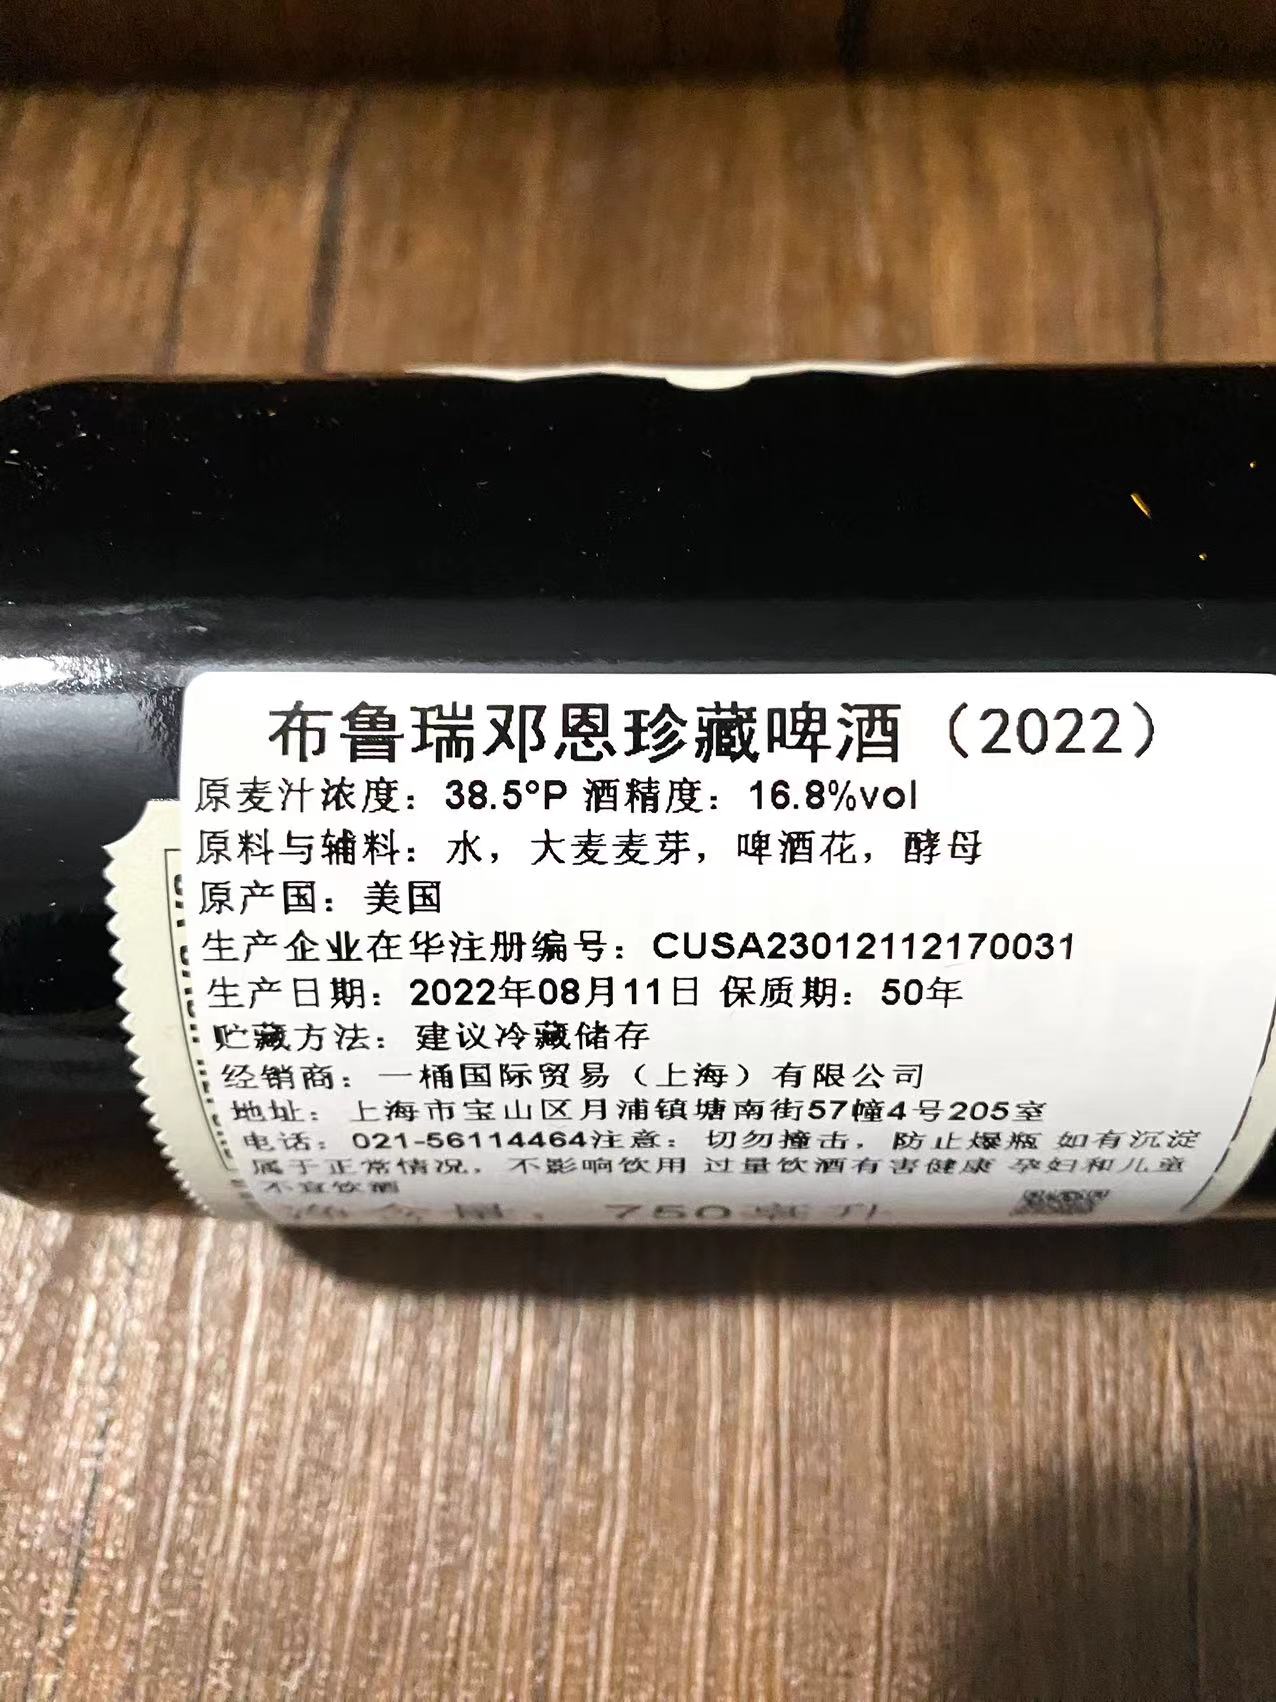 布鲁瑞邓恩珍藏啤酒（2022）
原麦汁浓度：38.5°P 酒精度：16.8%vol
原料与辅料：水，大麦麦芽，啤酒花，酵母
原产国：美国
生产企业在华注册编号：CUSA23012112170031
生产日期：2022年08月11日 保质期：50年
贮藏方法：建议冷藏储存
经销商：一桶国际贸易（上海）有限公司
地址：上海市宝山区月浦镇塘南街57幢4号205室
电话：021-56114464注意：切勿撞击，防止爆瓶 如有沉淀
属于正常情况，不影响饮用 过量饮酒有害健康 孕妇和儿童
不宜饮酒
净含量：750毫升